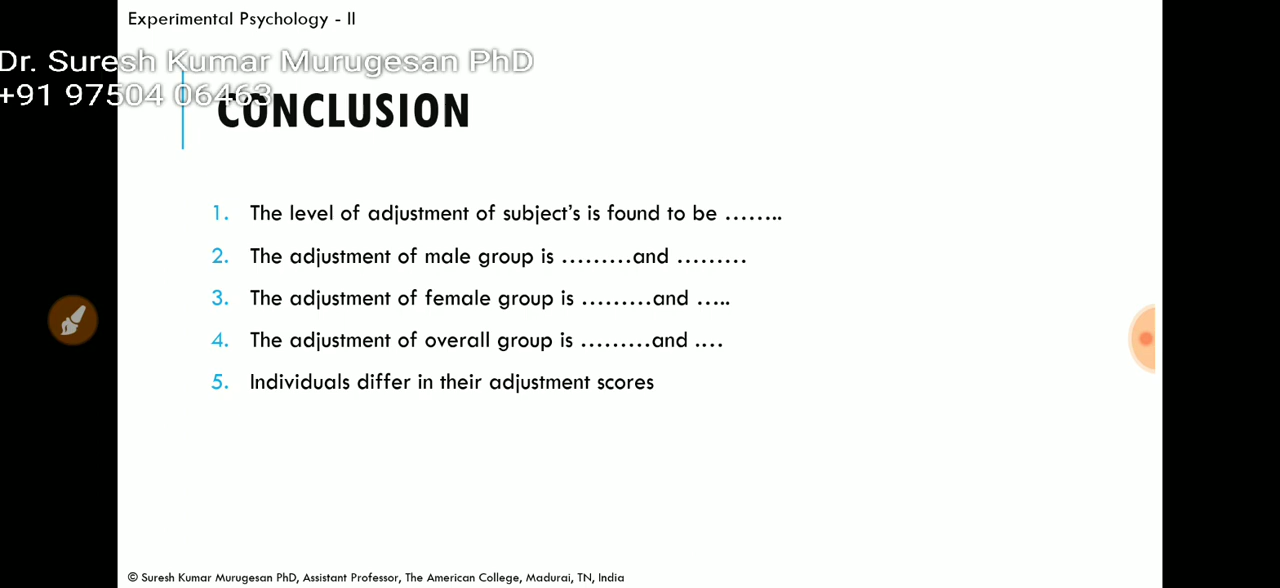 Experimental Psychology - II
Dr. Suresh Kumar Murugesan PhD
+91 97504 06463
CONCLUSION
1. The level of adjustment of subject's is found to be ........
2. The adjustment of male group is .........and .........
3. The adjustment of female group is .........and .....
4. The adjustment of overall group is .........and ....
5. Individuals differ in their adjustment scores
© Suresh Kumar Murugesan PhD, Assistant Professor, The American College, Madurai, TN, India